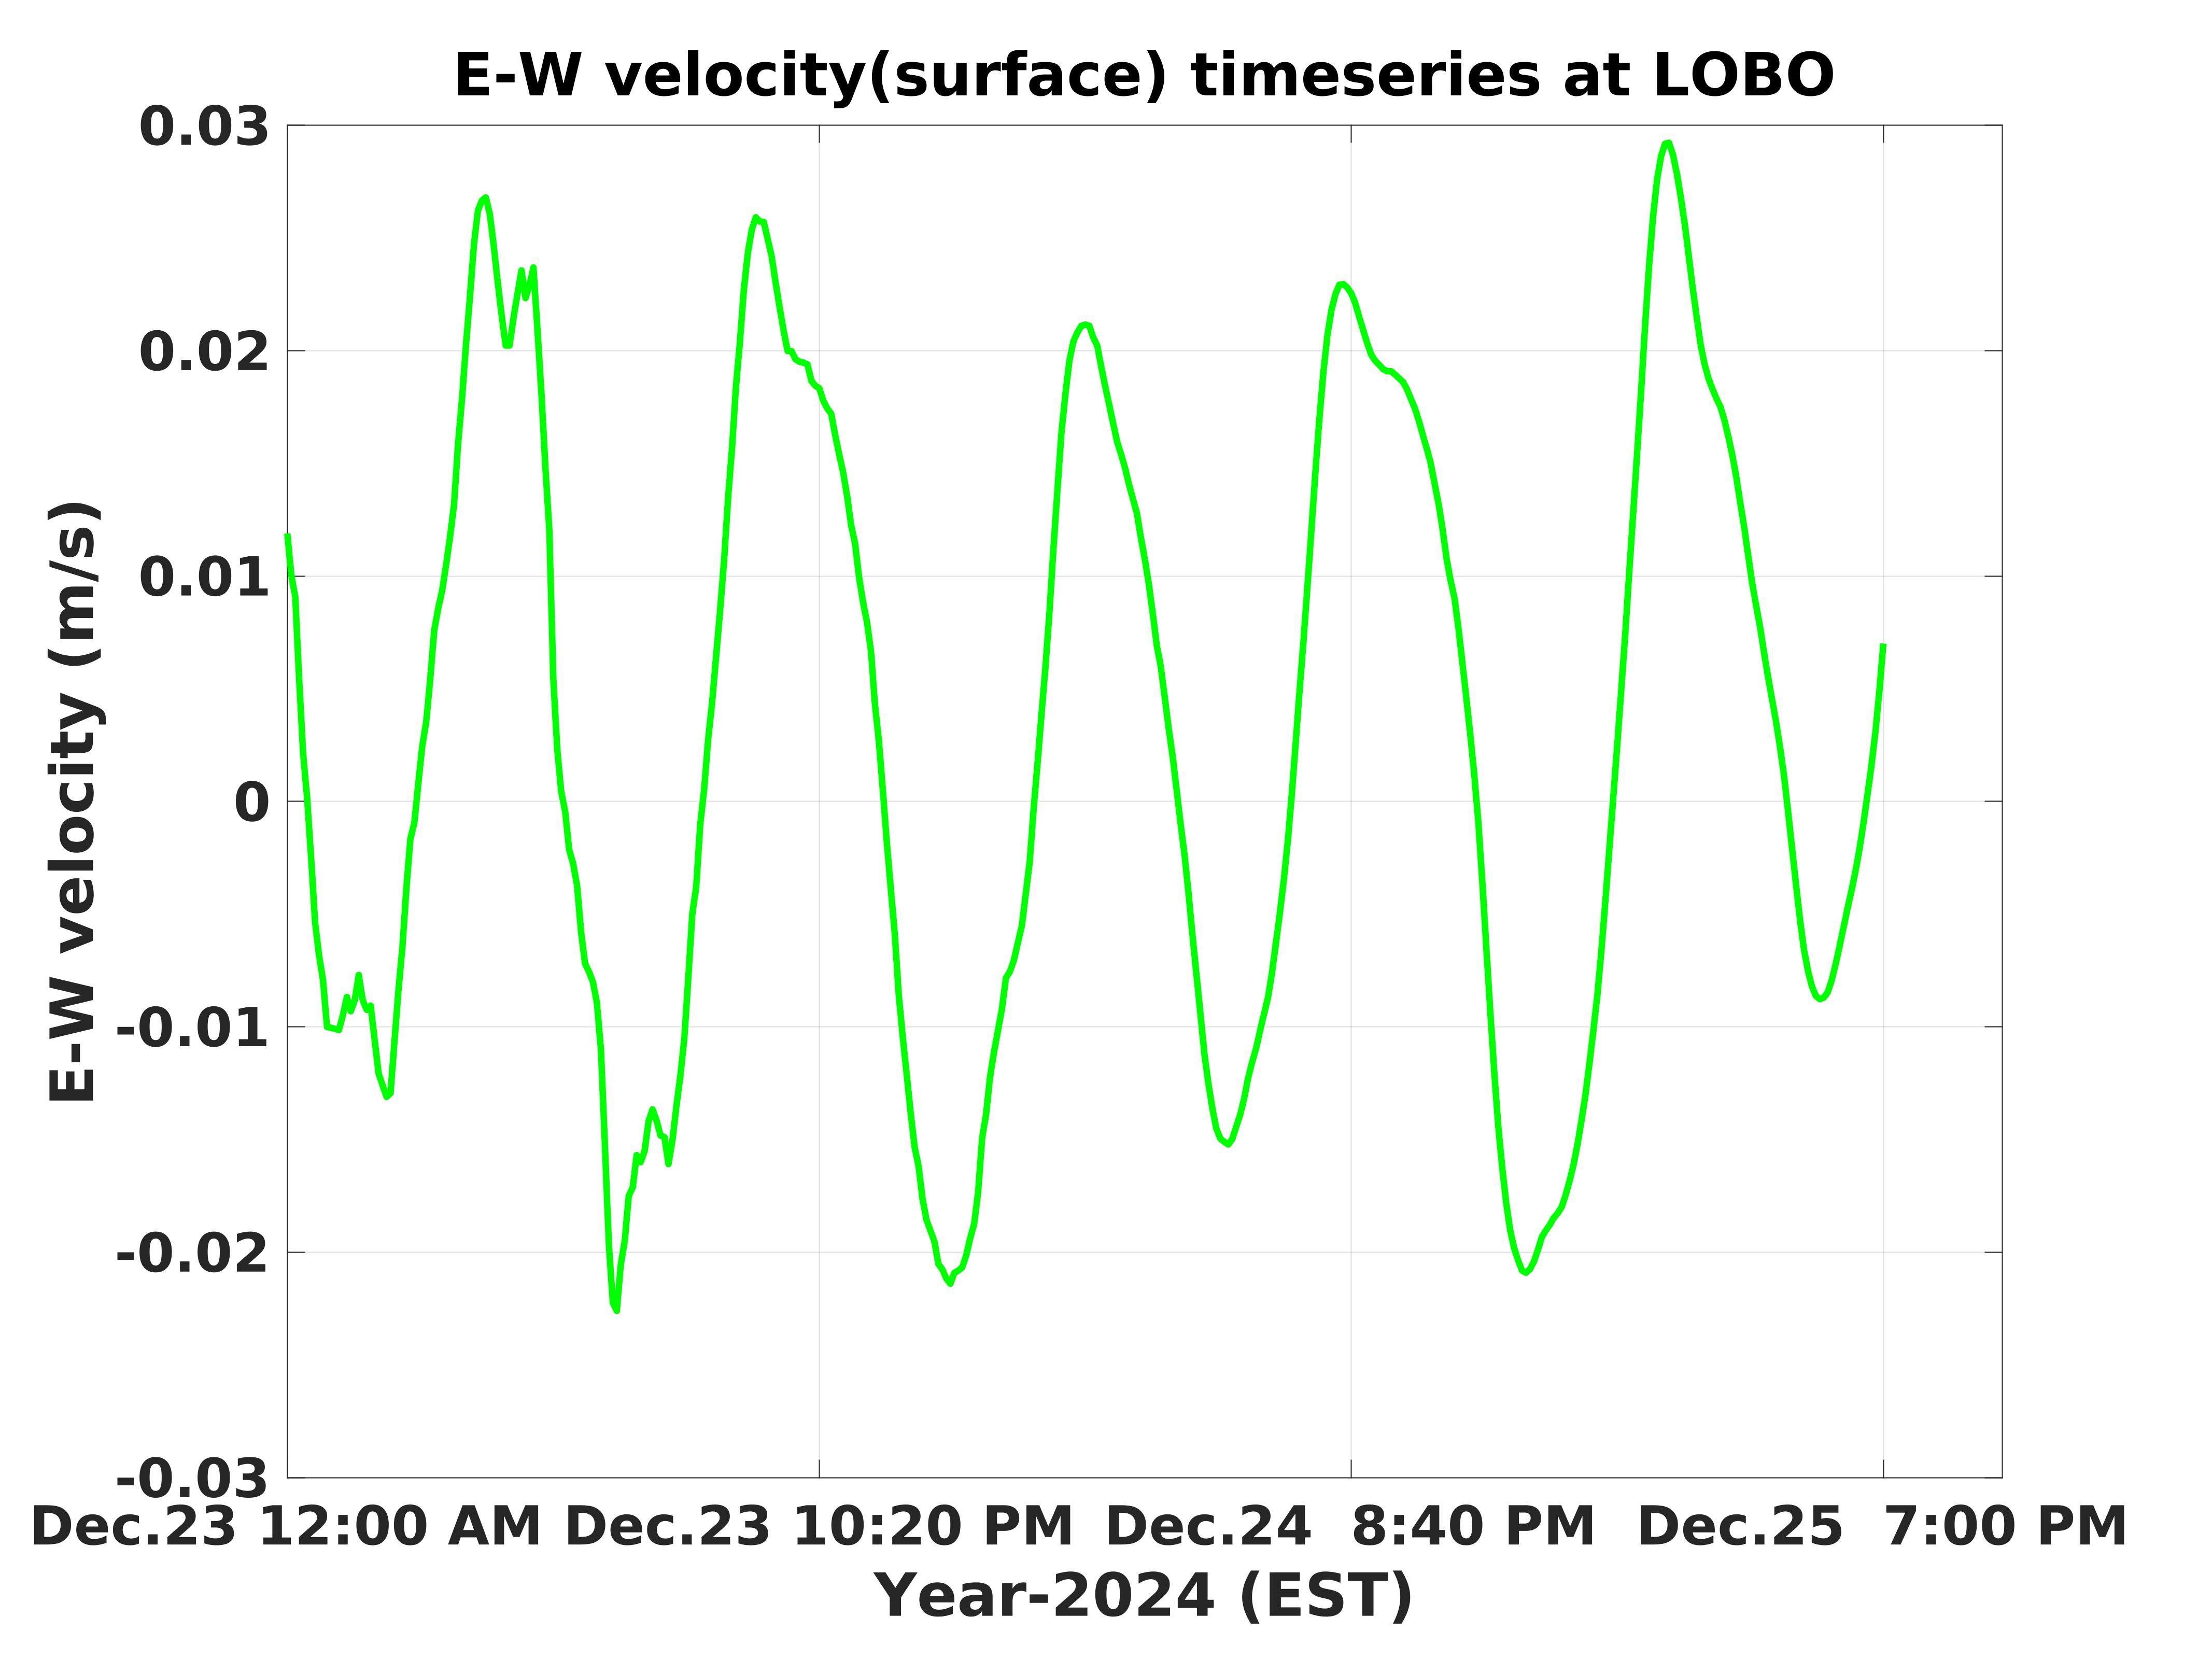 E-W velocity(surface) timeseries at LOBO
0.03
0.02
0.01
0
-0.01
-0.02
-0.03
E-W velocity (m/s)
Dec.23 12:00 AM Dec.23 10:20 PM Dec.24 8:40 PM Dec.25 7:00 PM
Year-2024 (EST)